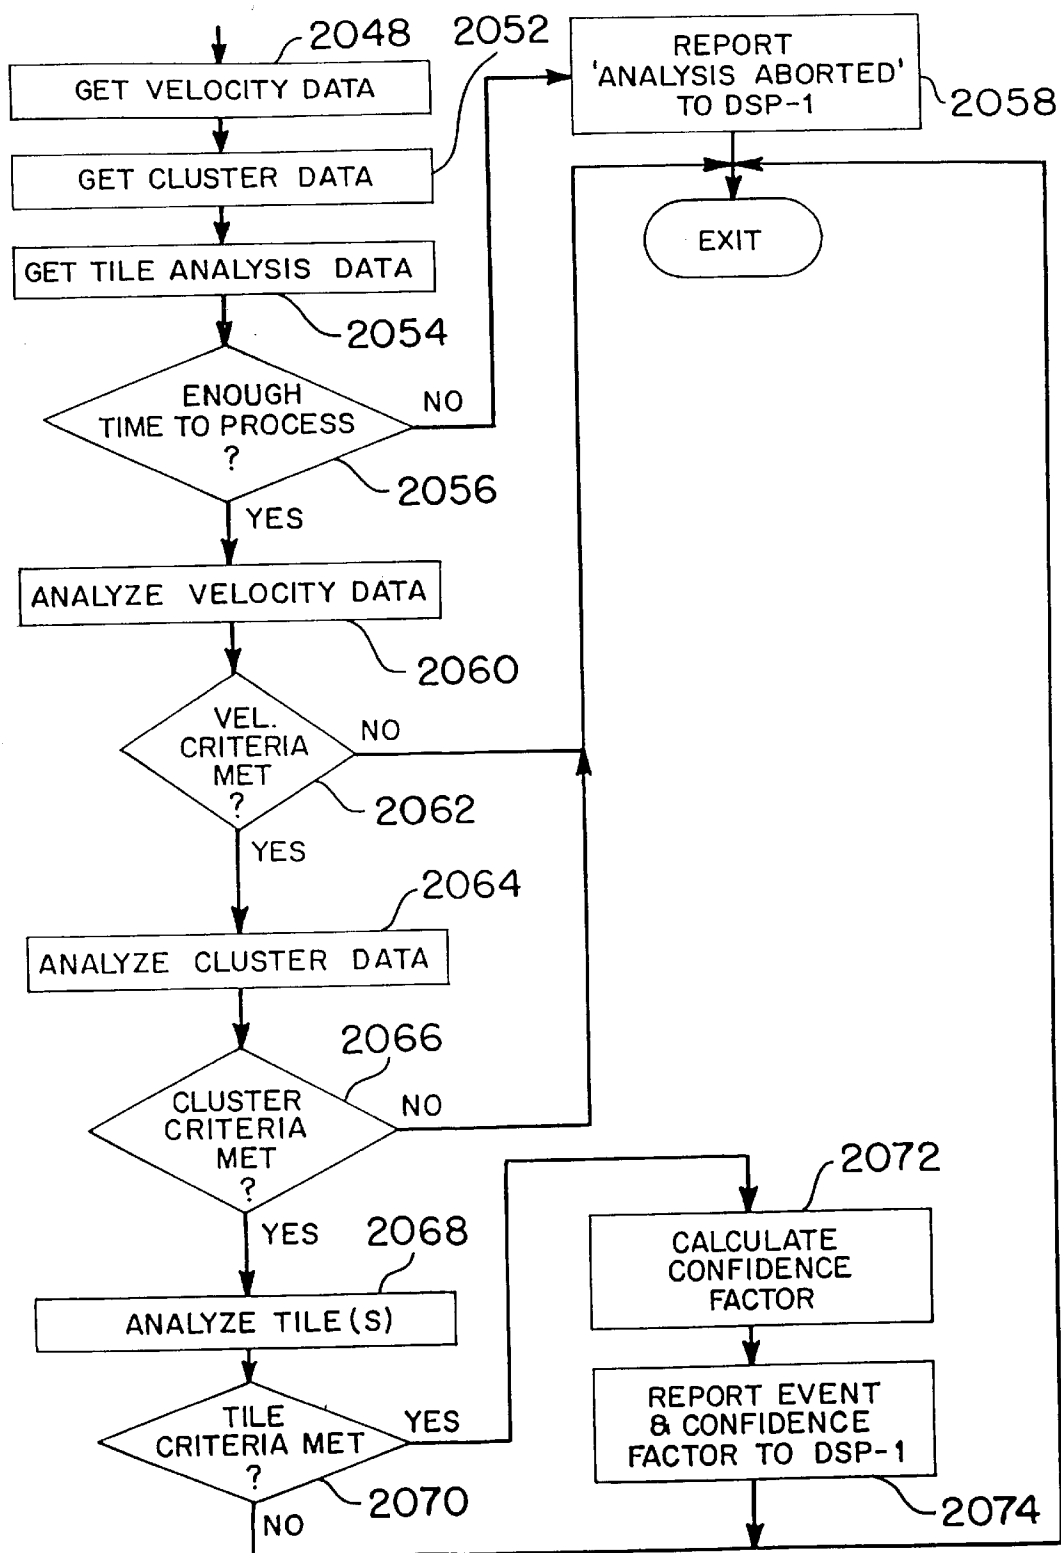 2048
GET VELOCITY DATA
2052
GET CLUSTER DATA
GET TILE ANALYSIS DATA
2054
ENOUGH
TIME TO PROCESS
?
NO
2056
YES
REPORT
'ANALYSIS ABORTED'
TO DSP-1
2058
EXIT
ANALYZE VELOCITY DATA
2060
VEL.
CRITERIA
MET
?
NO
2062
YES
2064
ANALYZE CLUSTER DATA
2066
CLUSTER
CRITERIA
MET
?
NO
YES
2068
ANALYZE TILE(S)
TILE
CRITERIA MET
?
YES
2070
NO
2072
CALCULATE
CONFIDENCE
FACTOR
REPORT EVENT
& CONFIDENCE
FACTOR TO DSP-1
2074